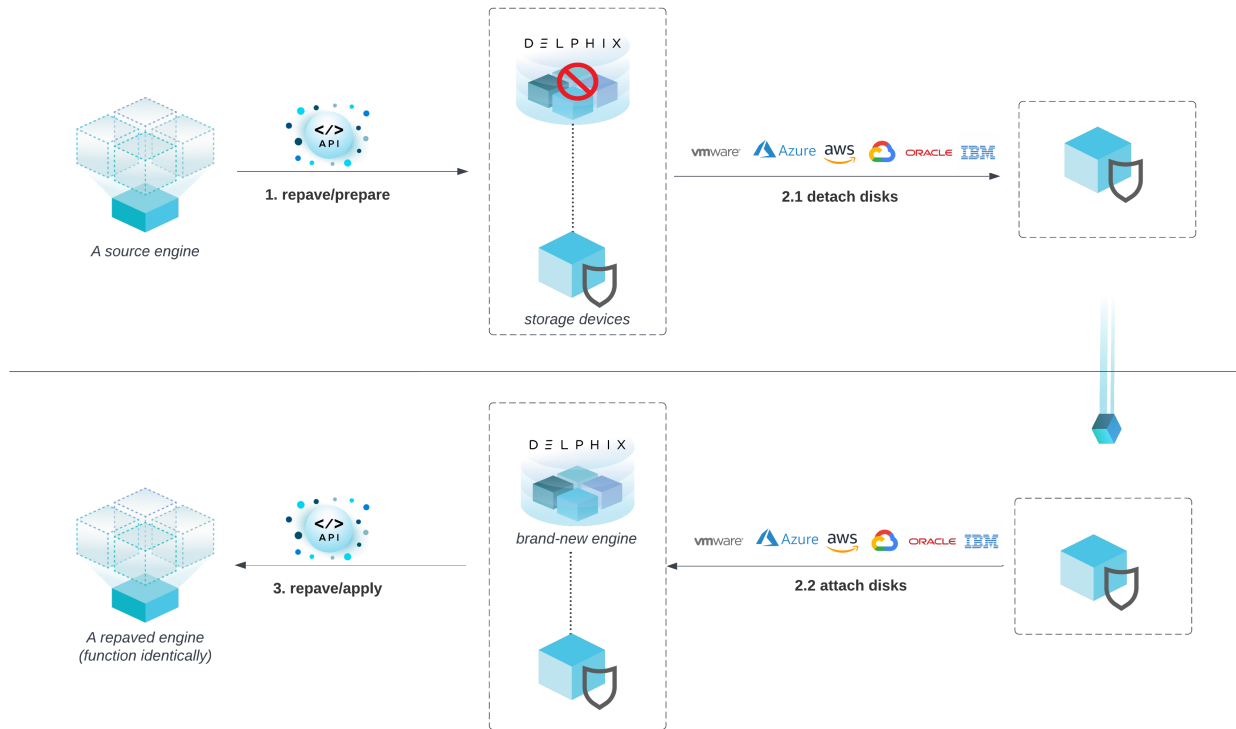 DELPHIX
</>
API
1. repave/prepare
A source engine
storage devices
vmware®
Azure
aws
ORACLE
IBM
2.1 detach disks
DELPHIX
brand-new engine
</>
API
3. repave/apply
A repaved engine
(function identically)
vmware®
Azure
aws
ORACLE
IBM
2.2 attach disks